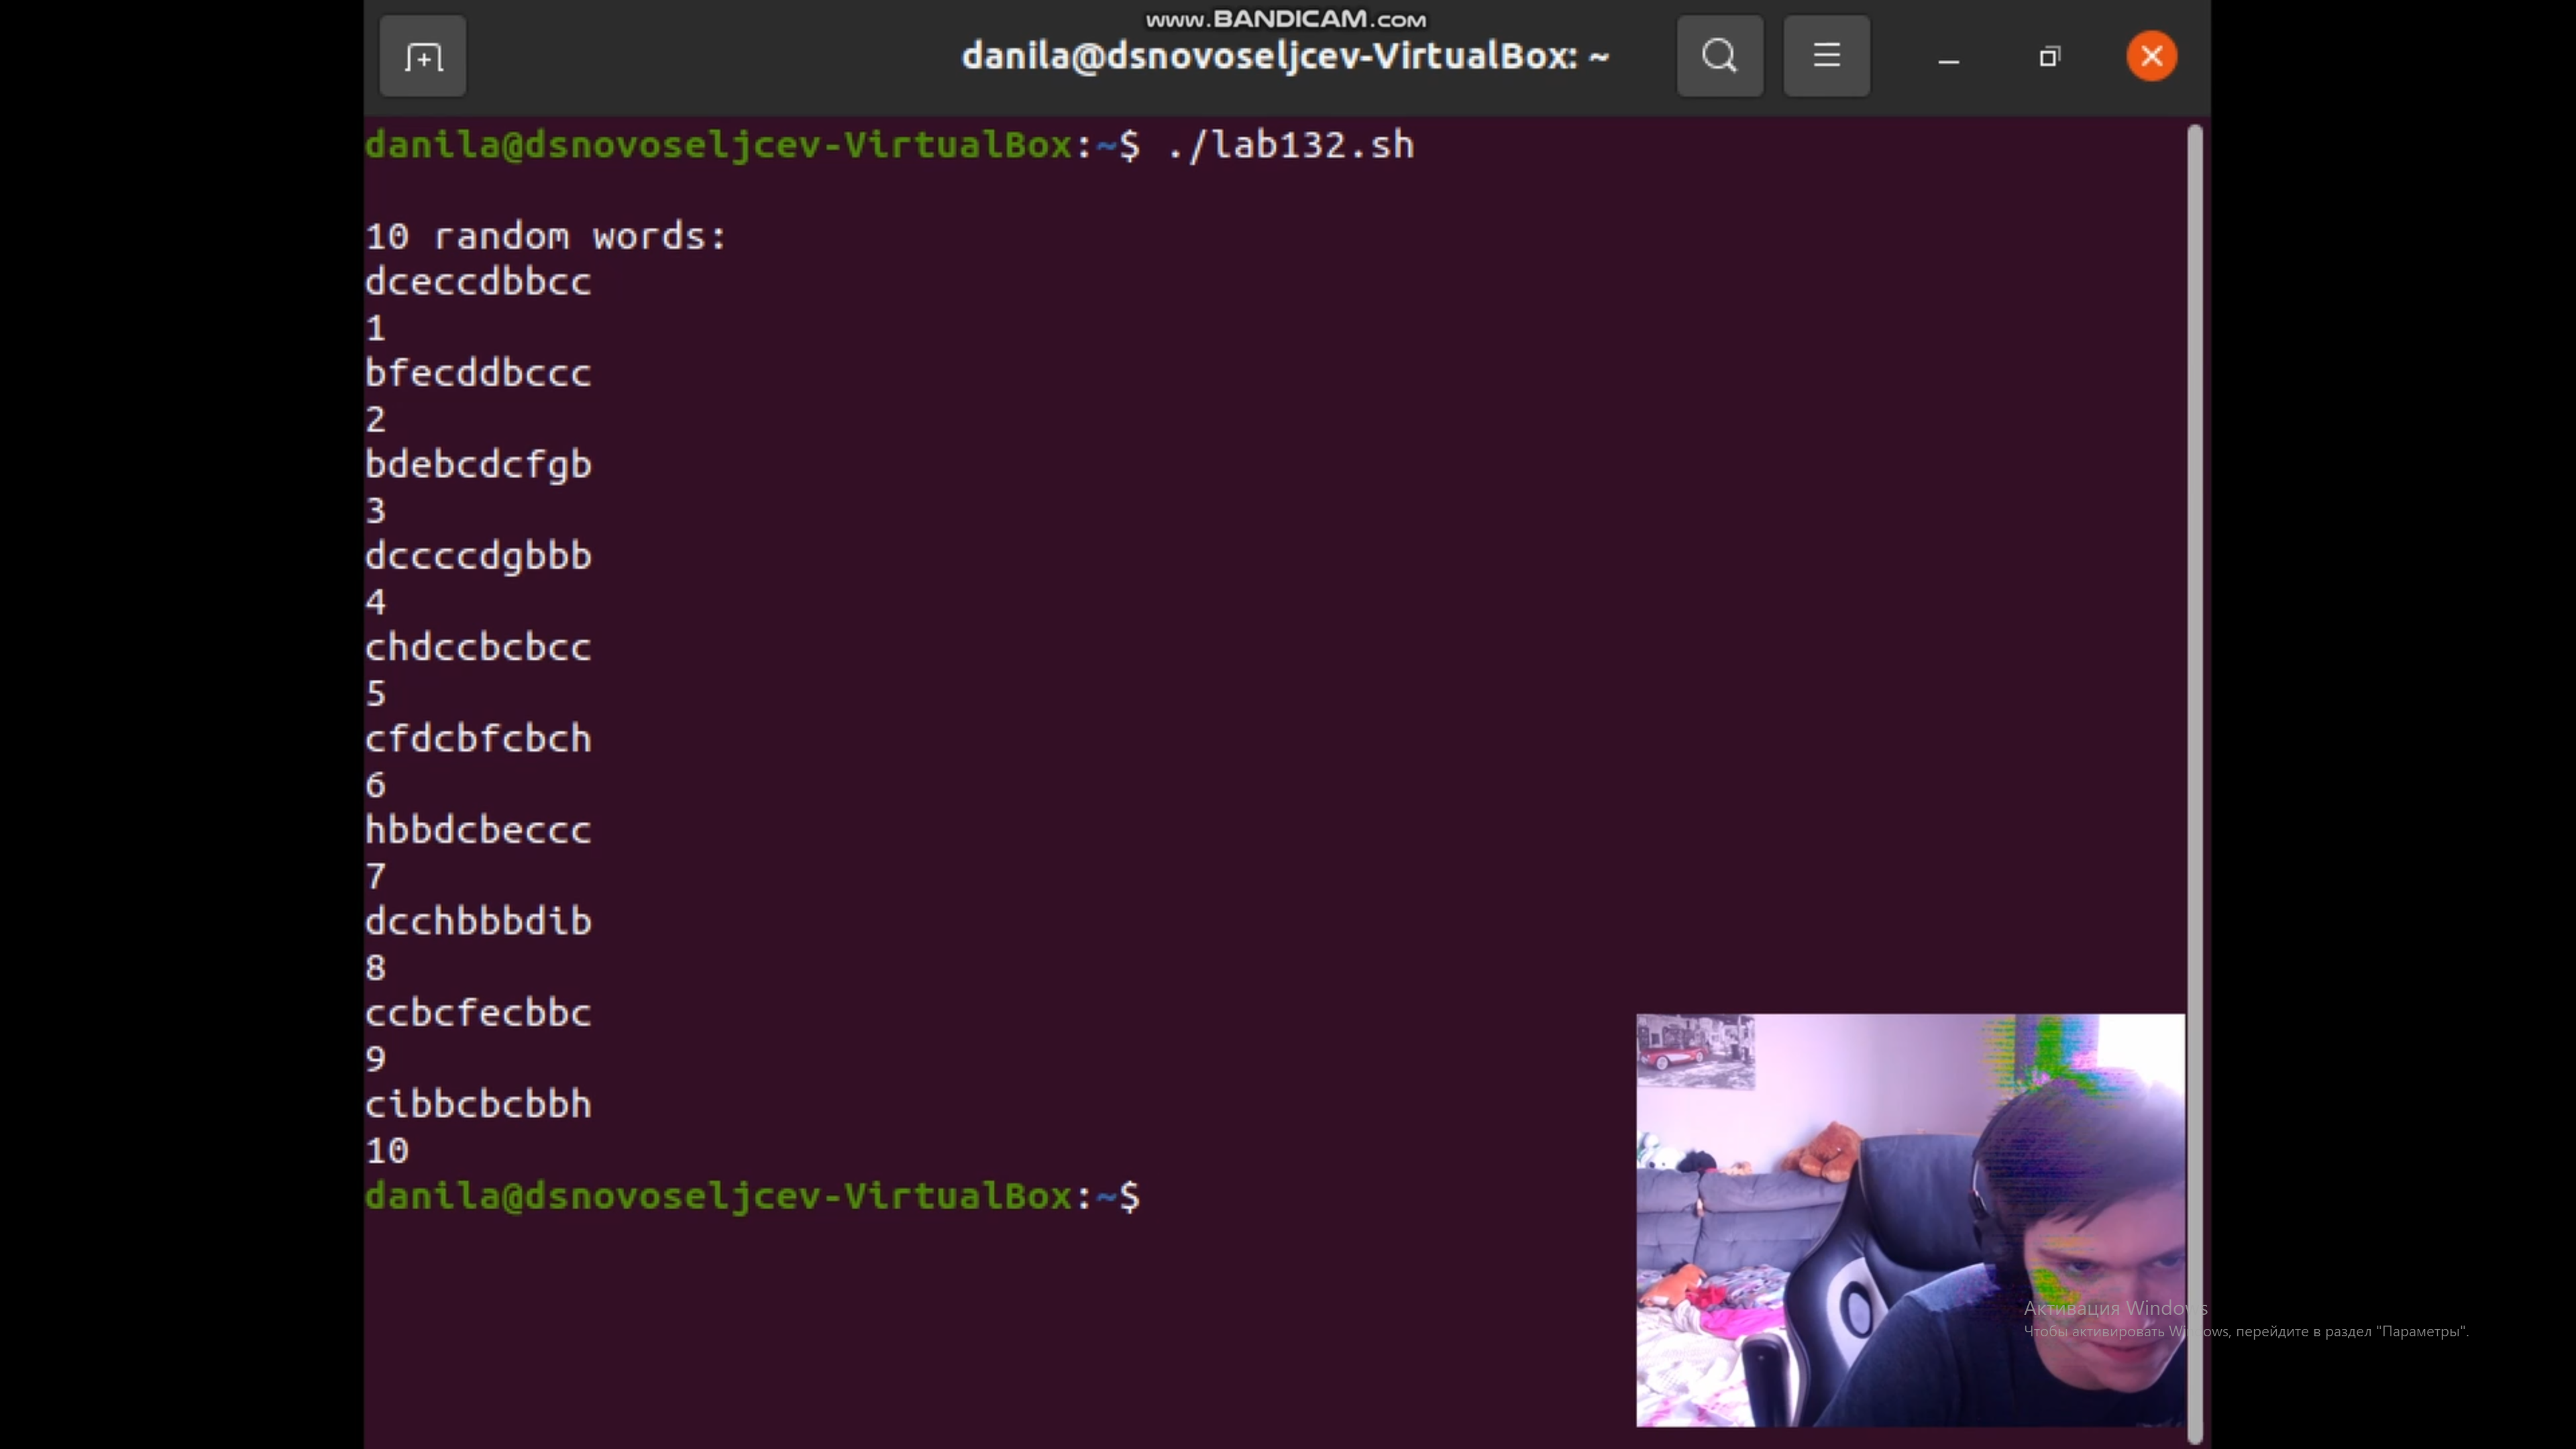 www.BANDICAM.com
danila@dsnovoseljcev-VirtualBox: ~
danila@dsnovoseljcev-VirtualBox:~$ ./lab132.sh
10 random words:
dceccdbbcc
1
bfecddbccc
2
bdebcdcfgb
3
dccccdgbbb
4
chdccbcbcc
5
cfdcbfcbch
6
hbbdcbeccc
7
dcchbbbdib
8
ccbcfecbbc
9
cibbcbcbbh
10
danila@dsnovoseljcev-VirtualBox:~$
Активация Windows
Чтобы активировать Windows, перейдите в раздел "Параметры".